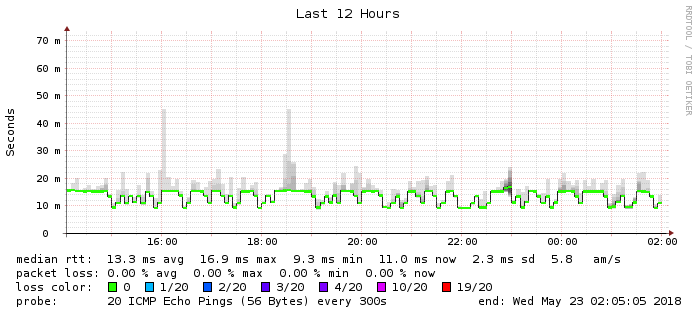 Last 12 Hours
RRDTOOL / TOBI OETIKER
Seconds
70 m
60 m
50 m
40 m
30 m
20 m
10 m
0
16:00 18:00 20:00 22:00 00:00 02:00
median rtt: 13.3 ms avg 16.9 ms max 9.3 ms min 11.0 ms now 2.3 ms sd 5.8 am/s
packet loss: 0.00 % avg 0.00 % max 0.00 % min 0.00 % now
loss color: 0 1/20 2/20 3/20 4/20 10/20 19/20
probe: 20 ICMP Echo Pings (56 Bytes) every 300s end: Wed May 23 02:05:05 2018